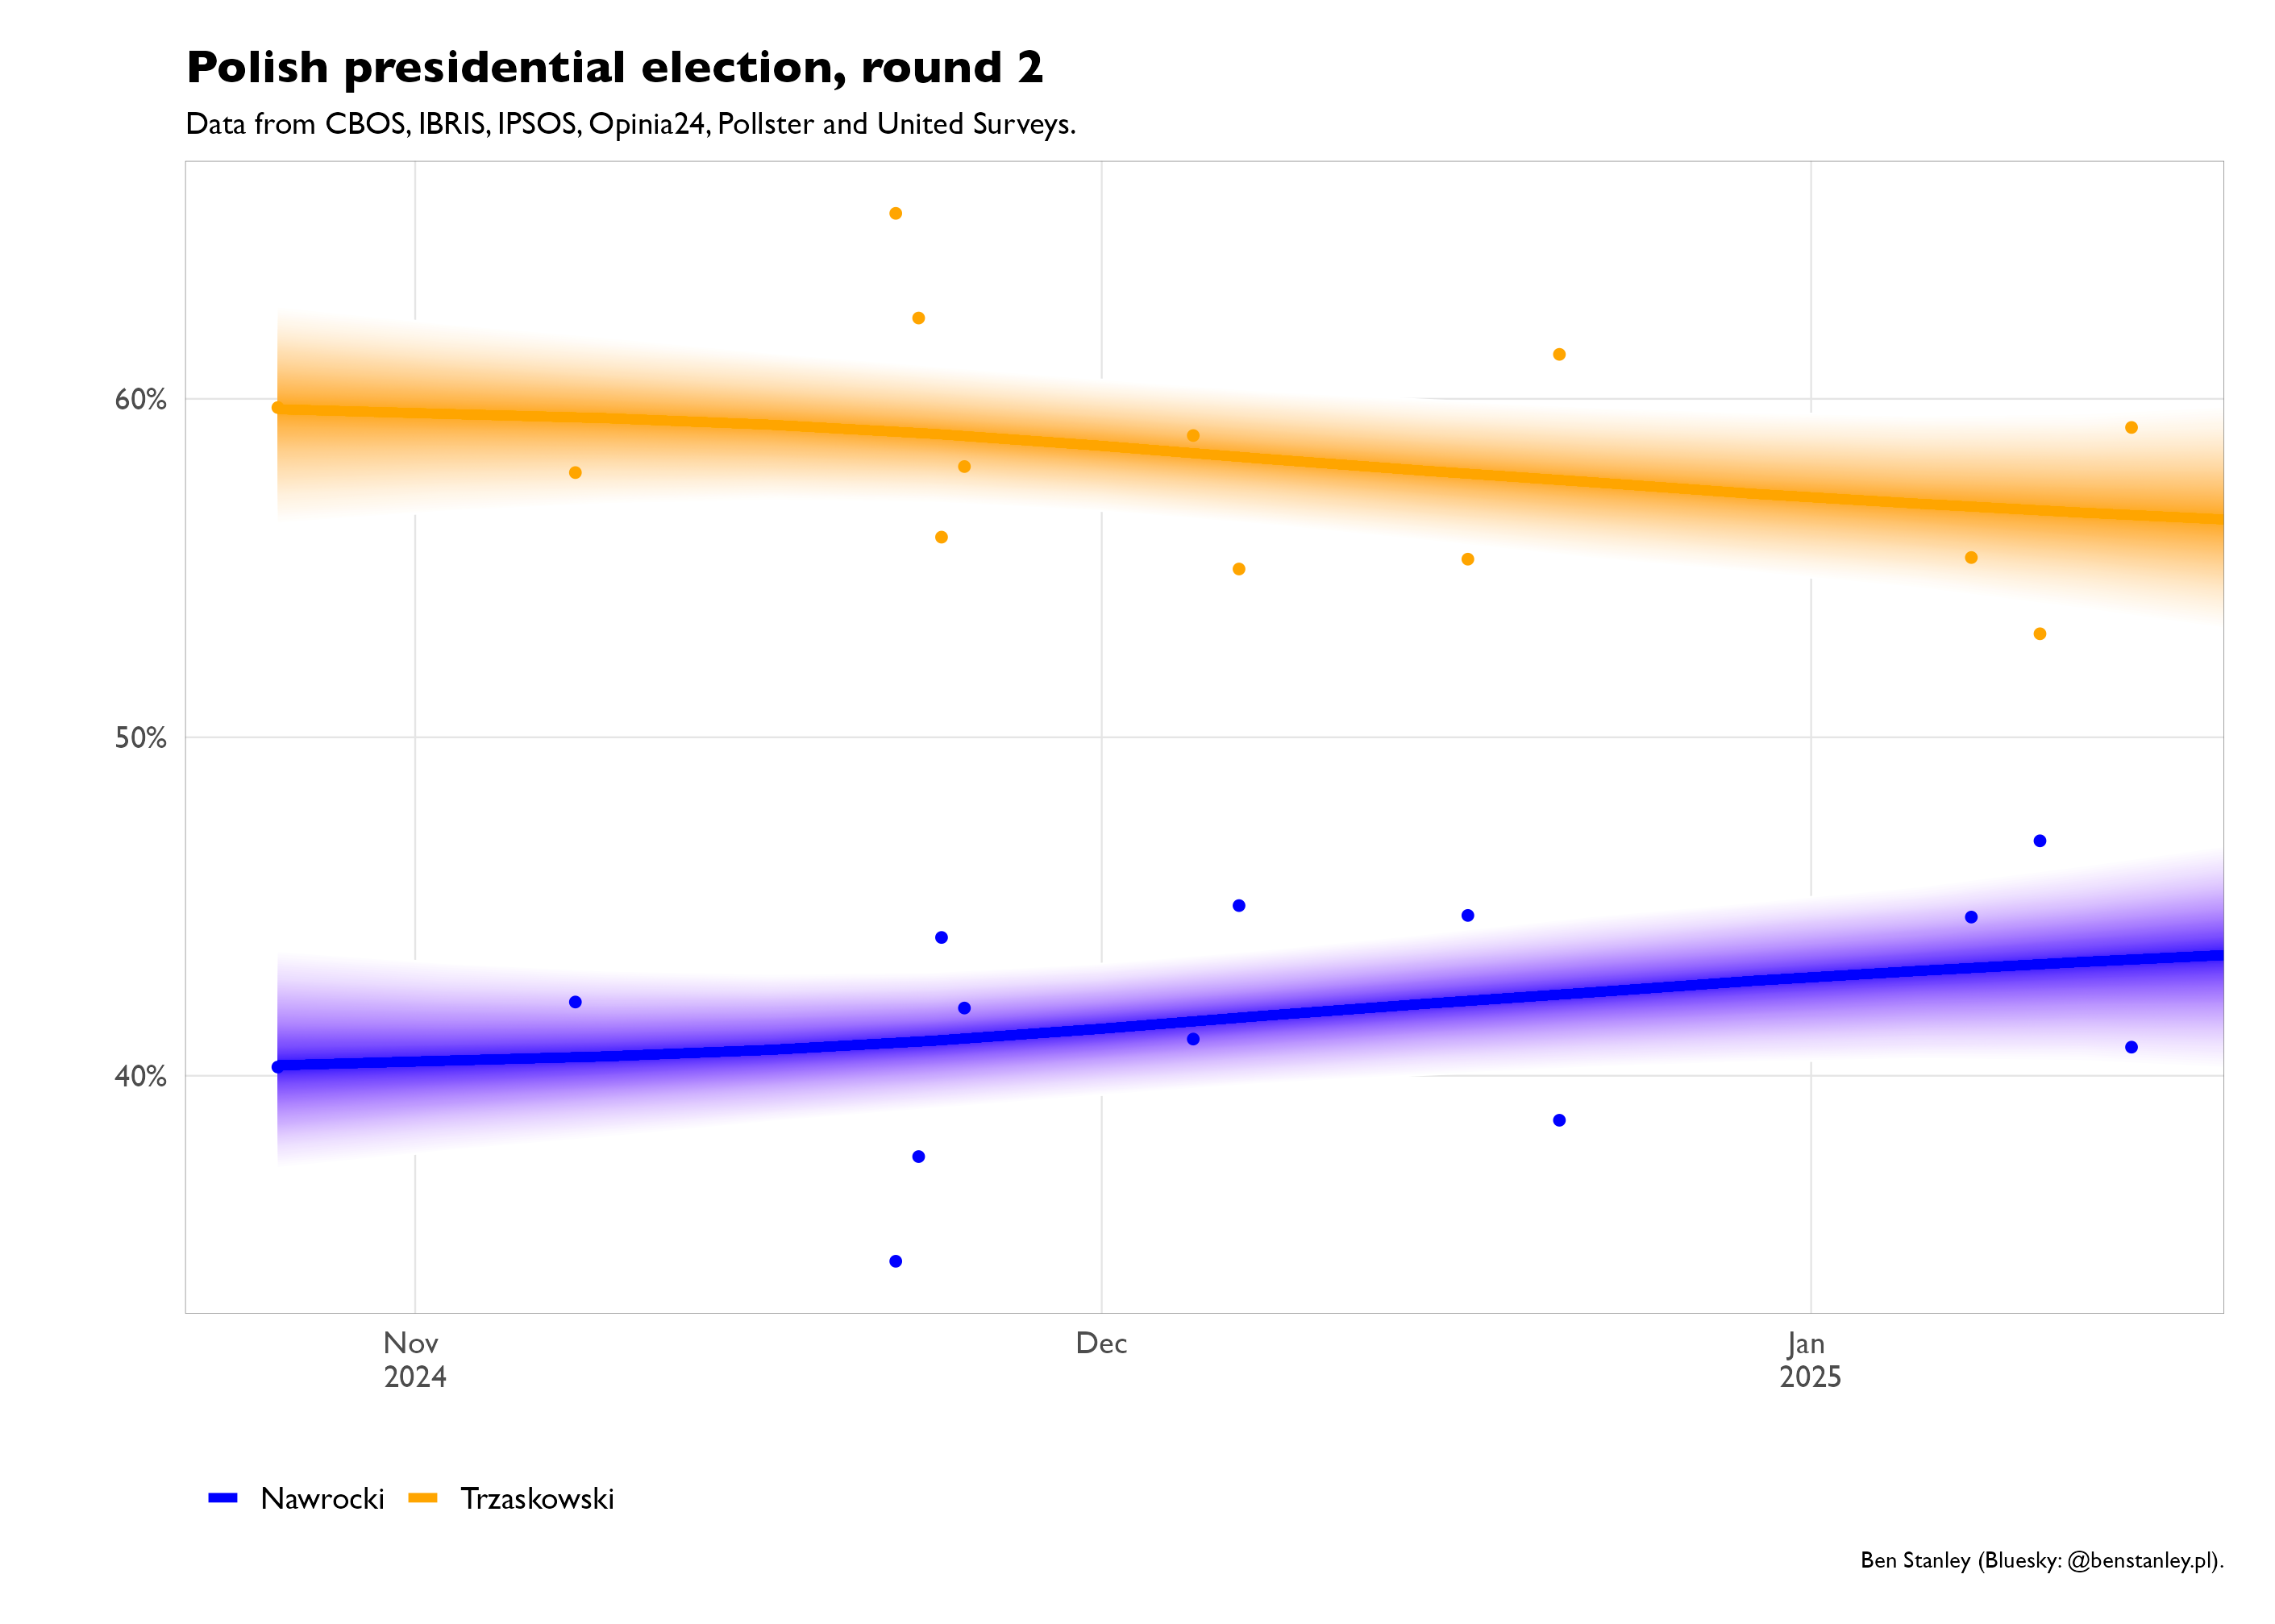 Polish presidential election, round 2
Data from CBOS, IBRIS, IPSOS, Opinia24, Pollster and United Surveys.
60%
50%
40%
Nov
2024
Dec
Jan
2025
Nawrocki
Trzaskowski
Ben Stanley (Bluesky: @benstanley.pl).